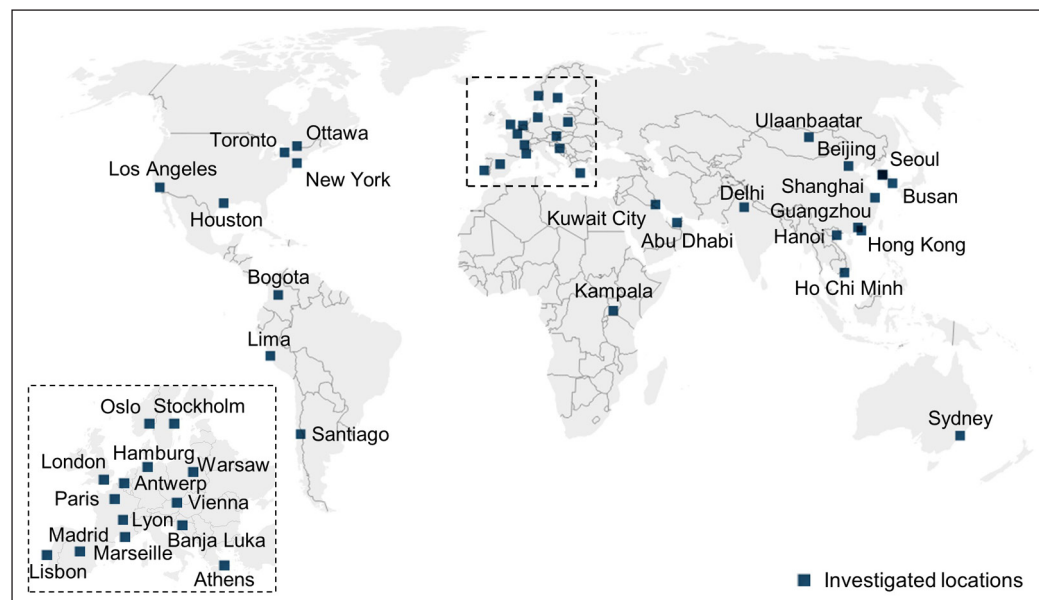 Ulaanbaatar
Ottawa
Toronto
Beijing
Seoul
Los Angeles
New York
Shanghai
Delhi
Busan
Houston
Kuwait City
Guangzhou
Abu Dhabi
Hanoi
Hong Kong
Bogota
Kampala
Ho Chi Minh
Lima
Oslo
Stockholm
Santiago
Sydney
Hamburg
London
Warsaw
Antwerp
Paris
Vienna
Lyon
Madrid
Banja Luka
Marseille
Lisbon
Athens
Investigated locations